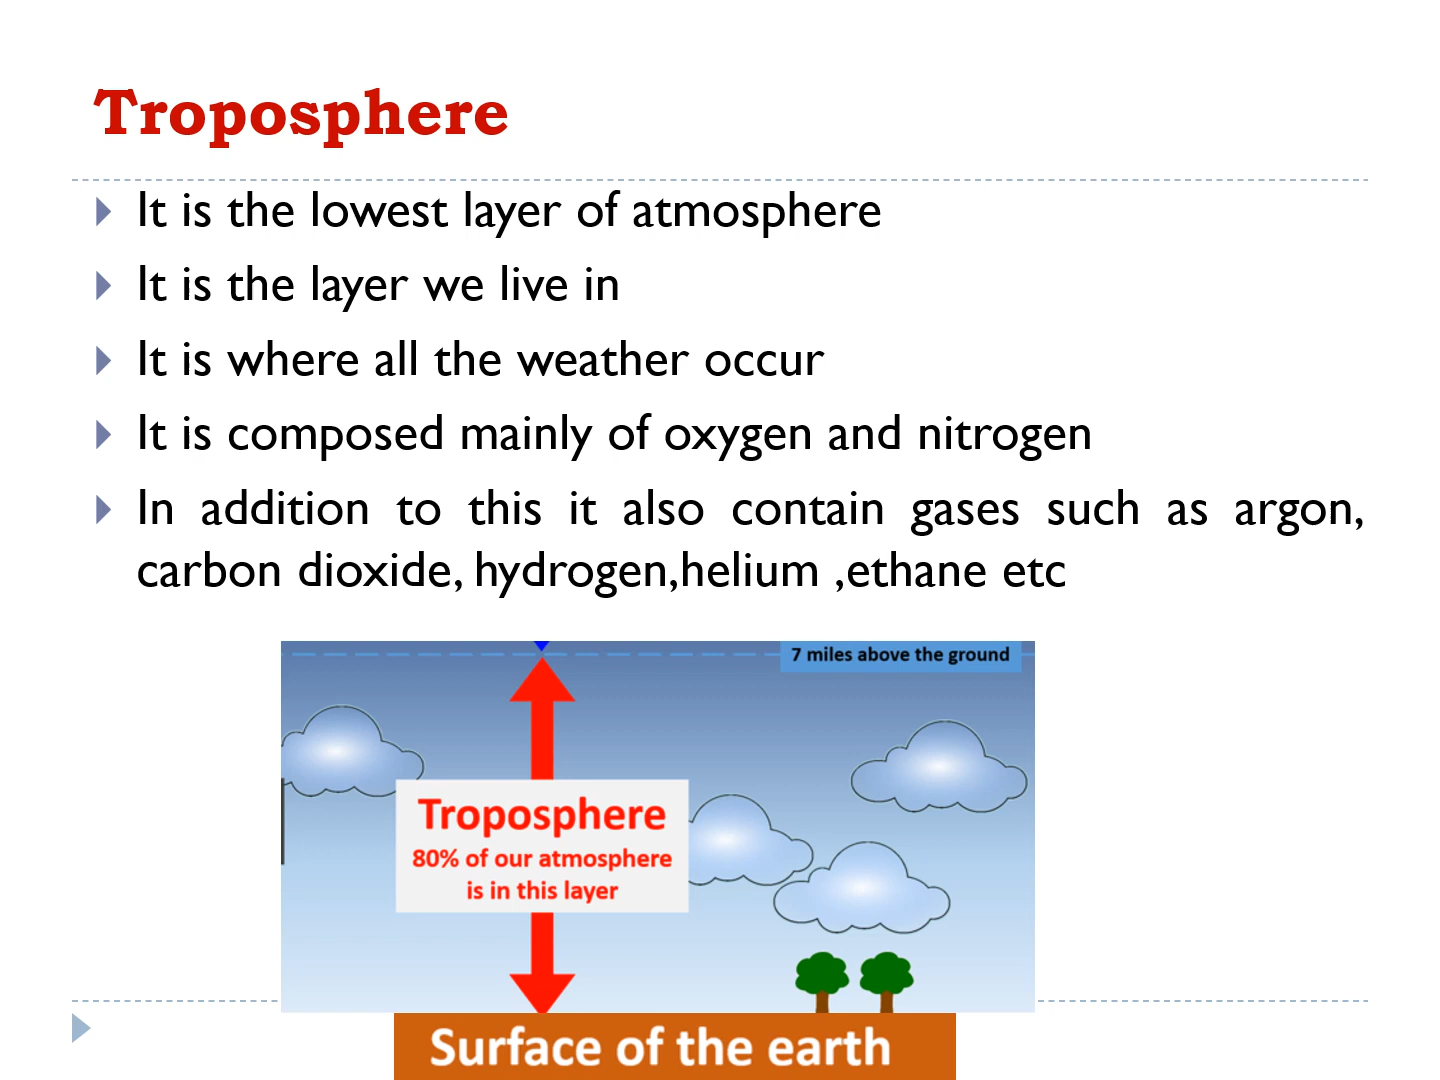 Troposphere
It is the lowest layer of atmosphere
It is the layer we live in
It is where all the weather occur
It is composed mainly of oxygen and nitrogen
In addition to this it also contain gases such as argon,
carbon dioxide, hydrogen,helium ,ethane etc
7 miles above the ground
Troposphere
80% of our atmosphere
is in this layer
Surface of the earth